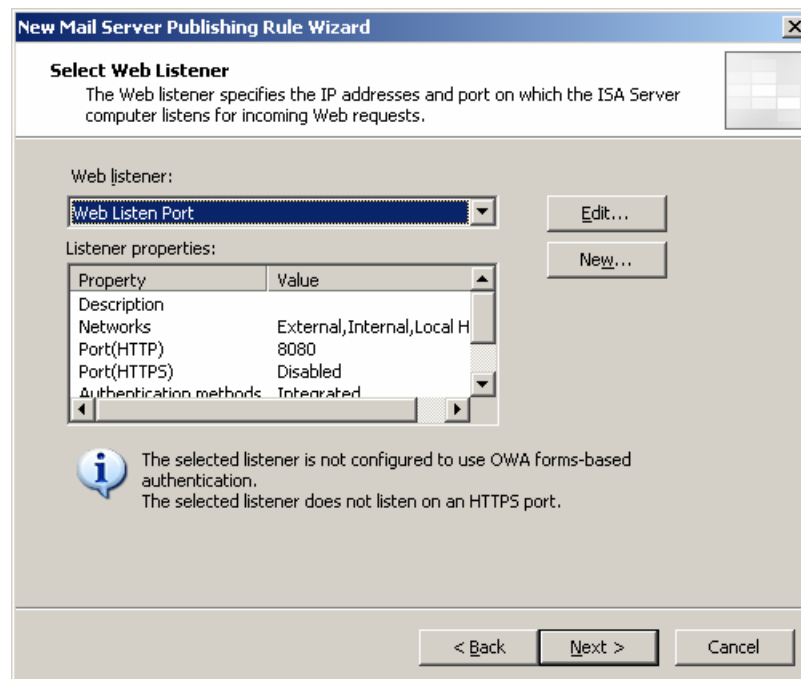 New Mail Server Publishing Rule Wizard
Select Web Listener
The Web listener specifies the IP addresses and port on which the ISA Server
computer listens for incoming Web requests.
Web listener:
Web Listen Port
Edit...
Listener properties:
New...
Property Value
Description
Networks External,Internal,Local H
Port(HTTP) 8080
Port(HTTPS) Disabled
Authentication methods Integrated
The selected listener is not configured to use OWA forms-based
authentication.
The selected listener does not listen on an HTTPS port.
< Back Next > Cancel